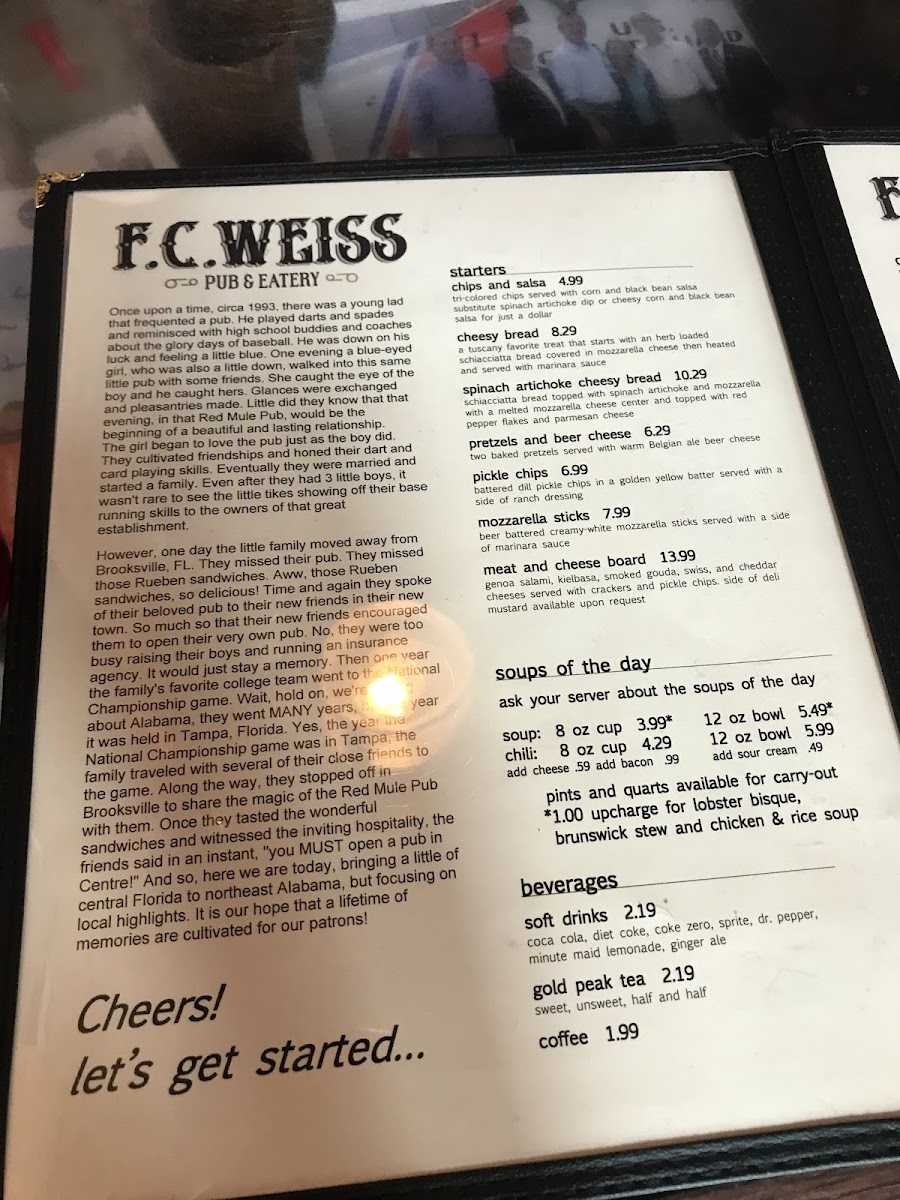 F.C.WEISS
PUB & EATERY
Once upon a time, circa 1993, there was a young lad
that frequented a pub. He played darts and spades
and reminisced with high school buddies and coaches
about the glory days of baseball. He was down on his
luck and feeling a little blue. One evening a blue-eyed
girl, who was also a little down, walked into this same
little pub with some friends. She caught the eye of the
boy and he caught hers. Glances were exchanged
and pleasantries made. Little did they know that that
evening, in that Red Mule Pub, would be the
beginning of a beautiful and lasting relationship.
The girl began to love the pub just as the boy did.
They cultivated friendships and honed their dart and
card playing skills. Eventually they were married and
started a family. Even after they had 3 little boys, it
wasn't rare to see the little tikes showing off their base
running skills to the owners of that great
establishment.
However, one day the little family moved away from
Brooksville, FL. They missed their pub. They missed
those Rueben sandwiches. Aww, those Rueben
sandwiches, so delicious! Time and again they spoke
of their beloved pub to their new friends in their new
town. So much so that their new friends encouraged
them to open their very own pub. No, they were too
busy raising their boys and running an insurance
agency. It would just stay a memory. Then one year
the family's favorite college team went to the National
Championship game. Wait, hold on, we're
about Alabama, they went MANY years, year
it was held in Tampa, Florida. Yes, the year the
National Championship game was in Tampa, the
family traveled with several of their close friends to
the game. Along the way, they stopped off in
Brooksville to share the magic of the Red Mule Pub
with them. Once they tasted the wonderful
sandwiches and witnessed the inviting hospitality, the
friends said in an instant, "you MUST open a pub in
Centre!" And so, here we are today, bringing a little of
central Florida to northeast Alabama, but focusing on
local highlights. It is our hope that a lifetime of
memories are cultivated for our patrons!
Cheers!
let's get started...
starters
chips and salsa 4.99
tri-colored chips served with corn and black bean salsa
substitute spinach artichoke dip or cheesy corn and black bean
salsa for just a dollar
cheesy bread 8.29
a tuscany favorite treat that starts with an herb loaded
schiacciatta bread covered in mozzarella cheese then heated
and served with marinara sauce
spinach artichoke cheesy bread 10.29
schiacciatta bread topped with spinach artichoke and mozzarella
with a melted mozzarella cheese center and topped with red
pepper flakes and parmesan cheese
pretzels and beer cheese 6.29
two baked pretzels served with warm Belgian ale beer cheese
pickle chips 6.99
battered dill pickle chips in a golden yellow batter served with a
side of ranch dressing
mozzarella sticks 7.99
beer battered creamy-white mozzarella sticks served with a side
of marinara sauce
meat and cheese board 13.99
genoa salami, kielbasa, smoked gouda, swiss, and cheddar
cheeses served with crackers and pickle chips. side of deli
mustard available upon request
soups of the day
ask your server about the soups of the day
soup: 8 oz cup 3.99* 12 oz bowl 5.49*
chili: 8 oz cup 4.29 12 oz bowl 5.99
add cheese .59 add bacon .99 add sour cream .49
pints and quarts available for carry-out
*1.00 upcharge for lobster bisque,
brunswick stew and chicken & rice soup
beverages
soft drinks 2.19
coca cola, diet coke, coke zero, sprite, dr. pepper,
minute maid lemonade, ginger ale
gold peak tea 2.19
sweet, unsweet, half and half
coffee 1.99